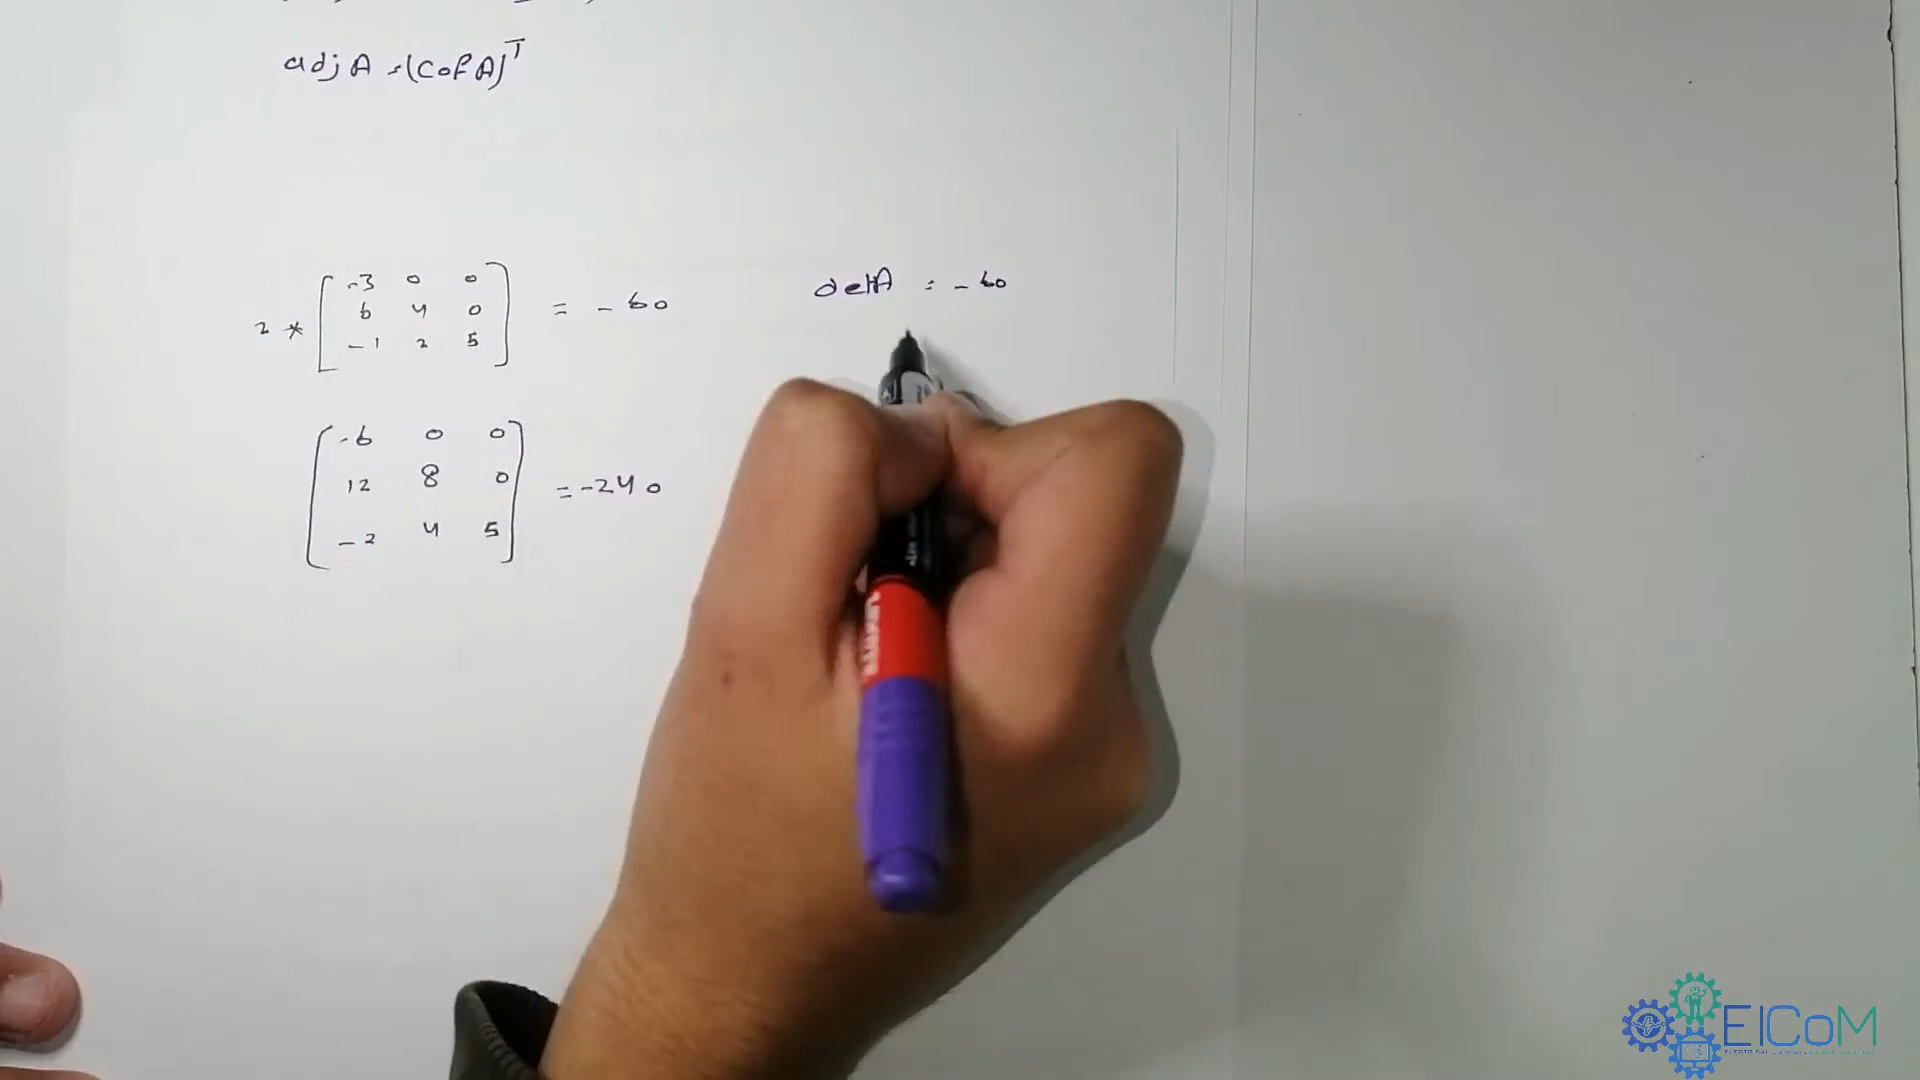 adj A = (Cof A)^T
2 * [ -3 0 0
6 4 0
-1 2 5 ] = - 60
det A = - 60
[ -6 0 0
12 8 0
-2 4 5 ] = -240
EICoM